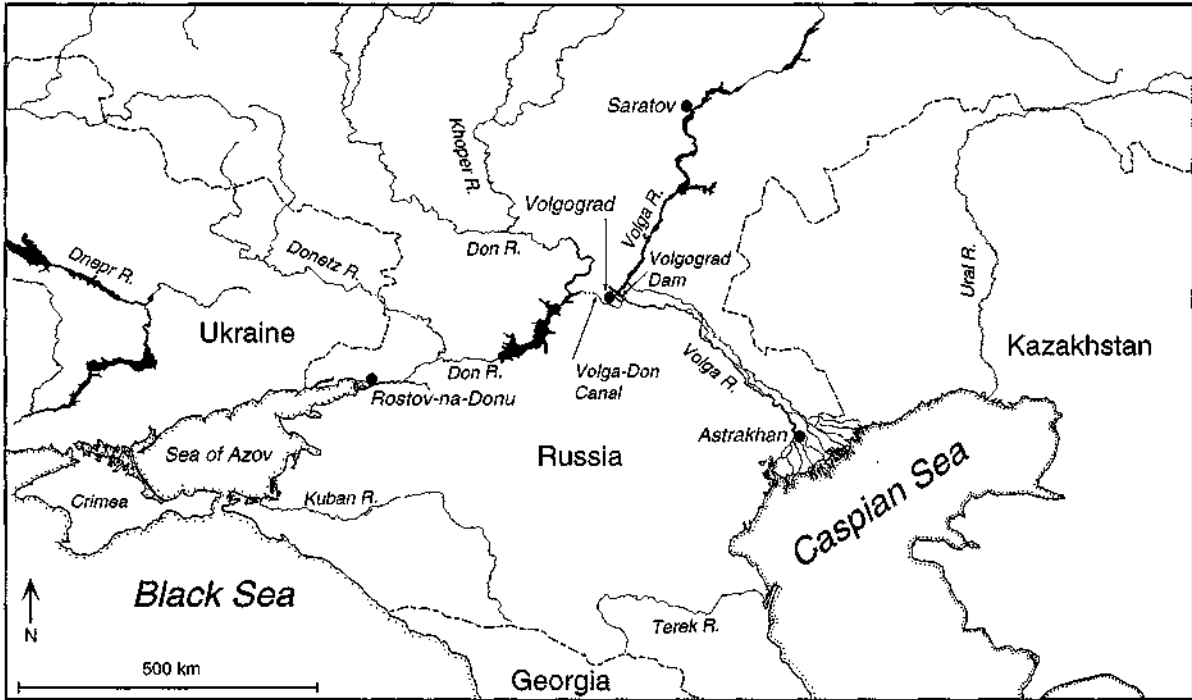 Saratov
Khoper R.
Volgograd
Volga R.
Don R.
Volgograd
Dam
Donetz R.
Dnepr R.
Ural R.
Ukraine
Kazakhstan
Volga R.
Don R.
Volga-Don
Canal
Rostov-na-Donu
Astrakhan
Sea of Azov
Russia
Caspian Sea
Crimea
Kuban R.
Black Sea
N
Terek R.
500 km
Georgia